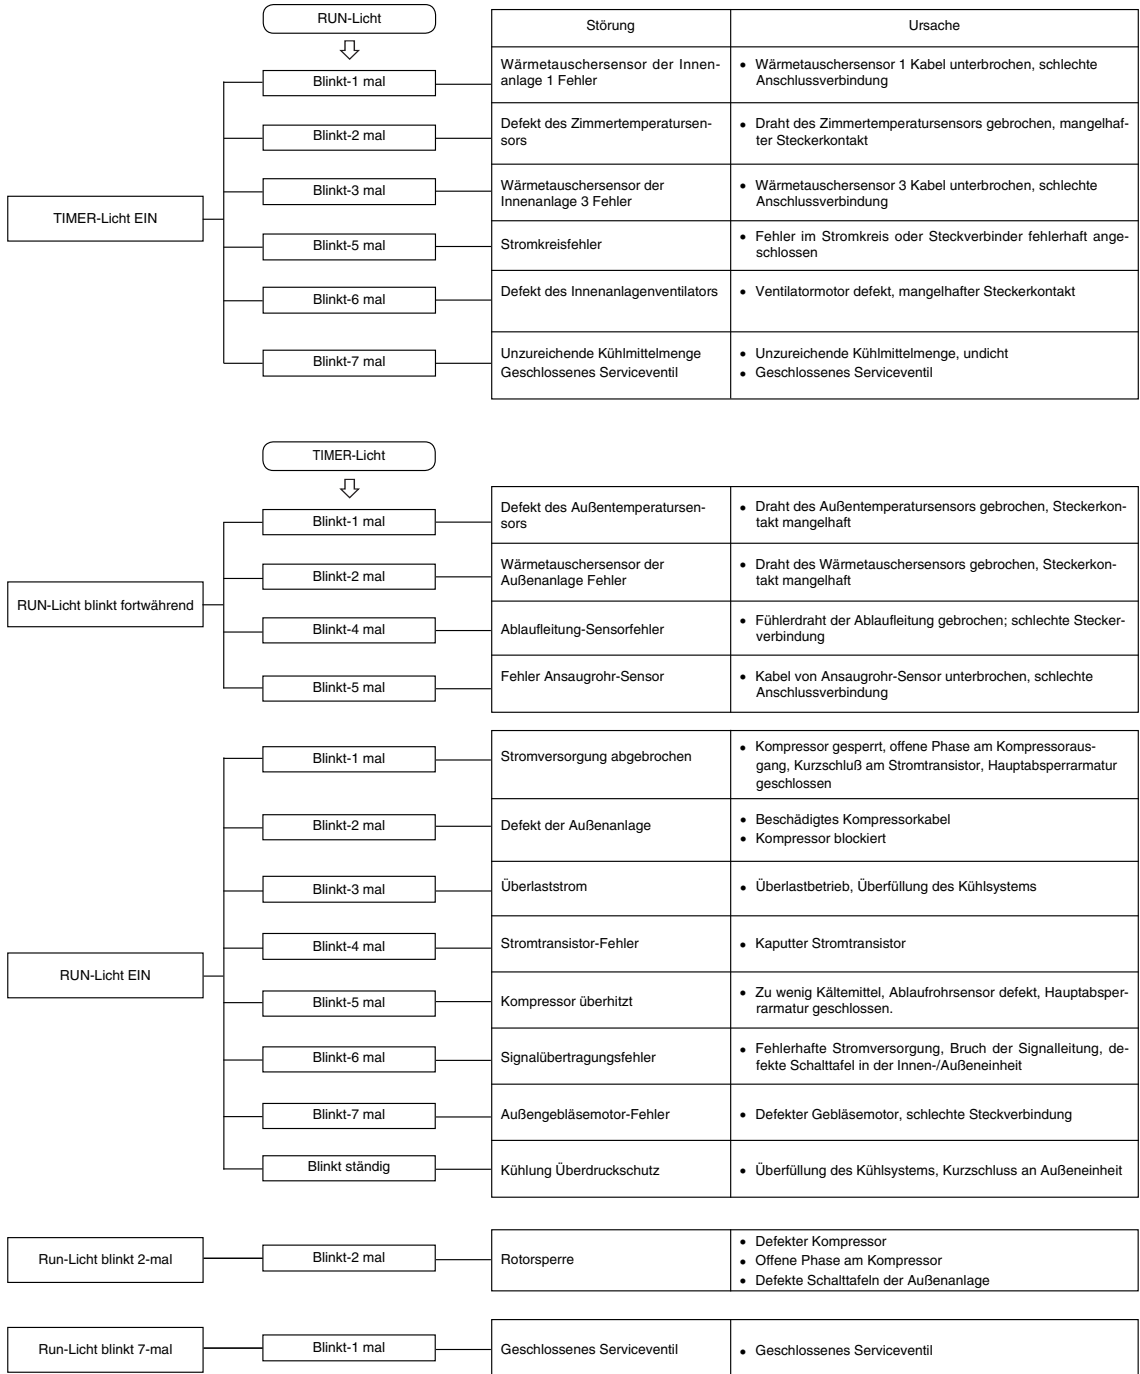 RUN-Licht
Störung
Ursache
Blinkt-1 mal
Wärmetauschersensor der Innen-
anlage 1 Fehler
• Wärmetauschersensor 1 Kabel unterbrochen, schlechte
Anschlussverbindung
Blinkt-2 mal
Defekt des Zimmertemperatursen-
sors
• Draht des Zimmertemperatursensors gebrochen, mangelhaf-
ter Steckerkontakt
TIMER-Licht EIN
Blinkt-3 mal
Wärmetauschersensor der
Innenanlage 3 Fehler
• Wärmetauschersensor 3 Kabel unterbrochen, schlechte
Anschlussverbindung
Blinkt-5 mal
Stromkreisfehler
• Fehler im Stromkreis oder Steckverbinder fehlerhaft ange-
schlossen
Blinkt-6 mal
Defekt des Innenanlagenventilators
• Ventilatormotor defekt, mangelhafter Steckerkontakt
Blinkt-7 mal
Unzureichende Kühlmittelmenge
Geschlossenes Serviceventil
• Unzureichende Kühlmittelmenge, undicht
• Geschlossenes Serviceventil
TIMER-Licht
Blinkt-1 mal
Defekt des Außentemperatursen-
sors
• Draht des Außentemperatursensors gebrochen, Steckerkon-
takt mangelhaft
RUN-Licht blinkt fortwährend
Blinkt-2 mal
Wärmetauschersensor der
Außenanlage Fehler
• Draht des Wärmetauschersensors gebrochen, Steckerkon-
takt mangelhaft
Blinkt-4 mal
Ablaufleitung-Sensorfehler
• Fühlerdraht der Ablaufleitung gebrochen; schlechte Stecker-
verbindung
Blinkt-5 mal
Fehler Ansaugrohr-Sensor
• Kabel von Ansaugrohr-Sensor unterbrochen, schlechte
Anschlussverbindung
Blinkt-1 mal
Stromversorgung abgebrochen
• Kompressor gesperrt, offene Phase am Kompressoraus-
gang, Kurzschluß am Stromtransistor, Hauptabsperrarmatur
geschlossen
Blinkt-2 mal
Defekt der Außenanlage
• Beschädigtes Kompressorkabel
• Kompressor blockiert
Blinkt-3 mal
Überlaststrom
• Überlastbetrieb, Überfüllung des Kühlsystems
Blinkt-4 mal
Stromtransistor-Fehler
• Kaputter Stromtransistor
RUN-Licht EIN
Blinkt-5 mal
Kompressor überhitzt
• Zu wenig Kältemittel, Ablaufrohrsensor defekt, Hauptabsper-
rarmatur geschlossen.
Blinkt-6 mal
Signalübertragungsfehler
• Fehlerhafte Stromversorgung, Bruch der Signalleitung, de-
fekte Schalttafel in der Innen-/Außeneinheit
Blinkt-7 mal
Außengebläsemotor-Fehler
• Defekter Gebläsemotor, schlechte Steckverbindung
Blinkt ständig
Kühlung Überdruckschutz
• Überfüllung des Kühlsystems, Kurzschluss an Außeneinheit
Run-Licht blinkt 2-mal
Blinkt-2 mal
Rotorsperre
• Defekter Kompressor
• Offene Phase am Kompressor
• Defekte Schalttafeln der Außenanlage
Run-Licht blinkt 7-mal
Blinkt-1 mal
Geschlossenes Serviceventil
• Geschlossenes Serviceventil